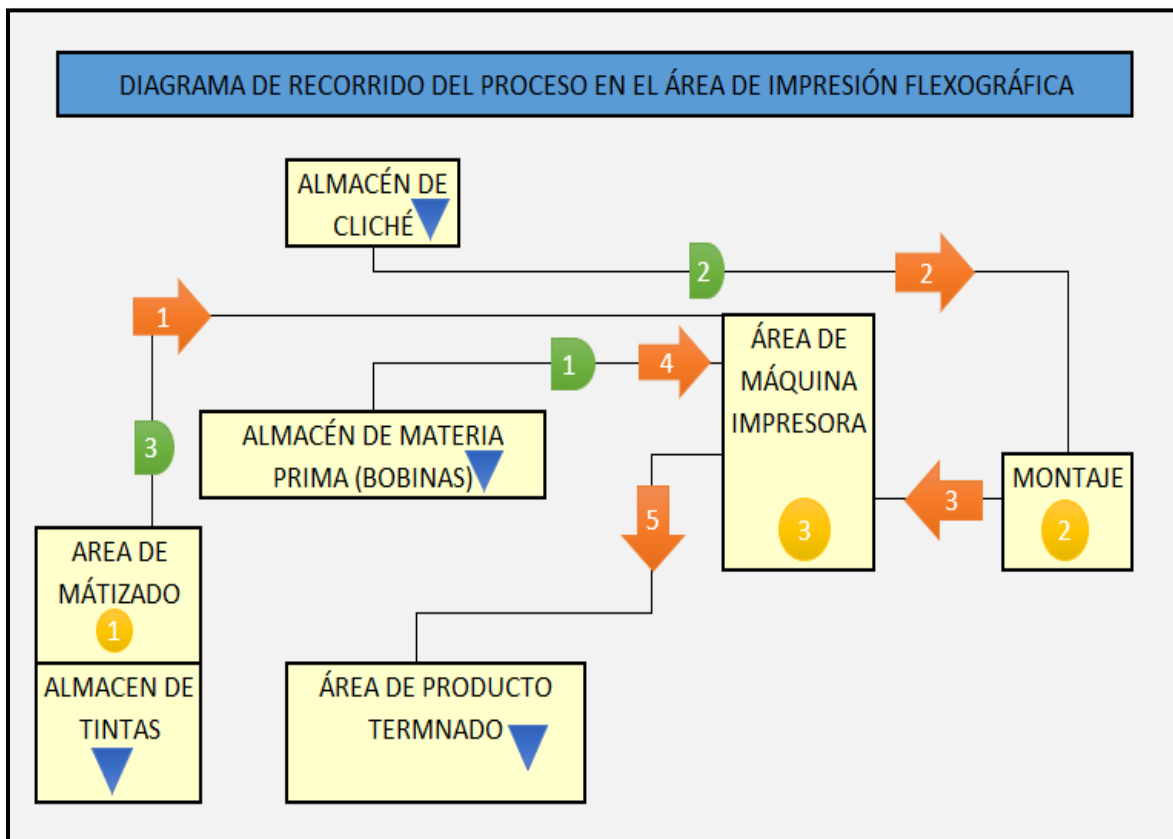 DIAGRAMA DE RECORRIDO DEL PROCESO EN EL ÁREA DE IMPRESIÓN FLEXOGRÁFICA
ALMACÉN DE
CLICHÉ
2
2
1
ÁREA DE
MÁQUINA
IMPRESORA
3
1
4
ALMACÉN DE MATERIA
PRIMA (BOBINAS)
3
MONTAJE
2
3
5
AREA DE
MÁTIZADO
1
ALMACEN DE
TINTAS
ÁREA DE PRODUCTO
TERMNADO